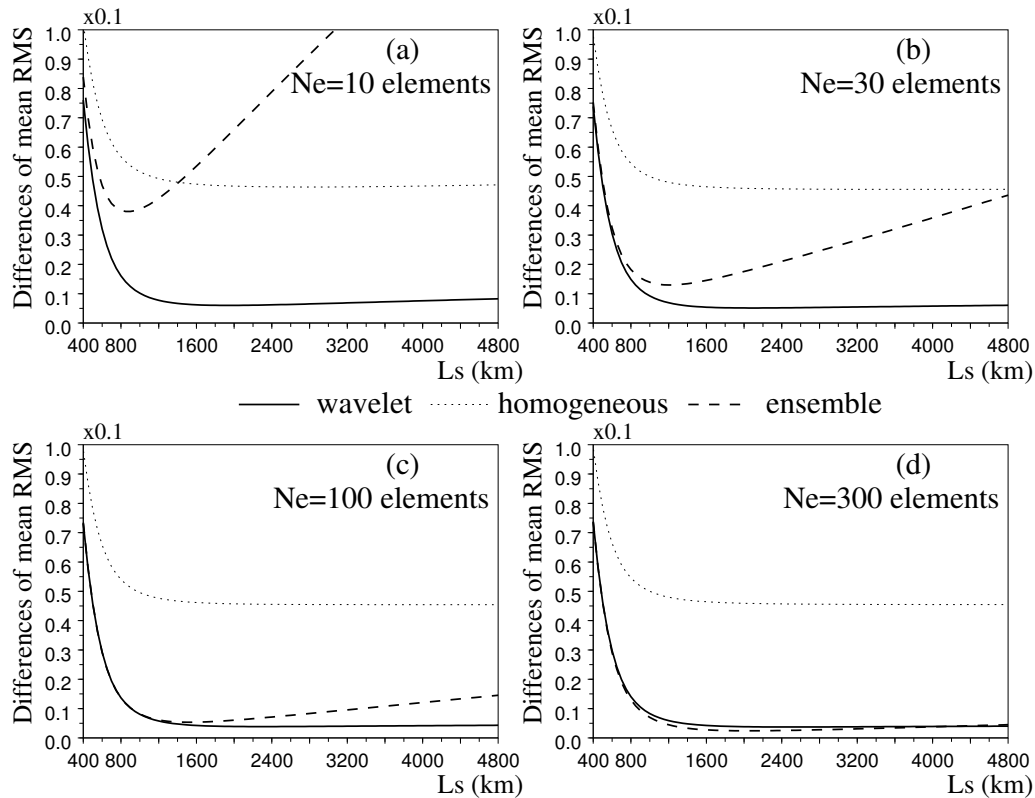 x0.1
Differences of mean RMS
1.0
0.9
0.8
0.7
0.6
0.5
0.4
0.3
0.2
0.1
0.0
(a)
Ne=10 elements
400 800 1600 2400 3200 4000 4800
Ls (km)
x0.1
Differences of mean RMS
1.0
0.9
0.8
0.7
0.6
0.5
0.4
0.3
0.2
0.1
0.0
(b)
Ne=30 elements
400 800 1600 2400 3200 4000 4800
Ls (km)
wavelet homogeneous ensemble
x0.1
Differences of mean RMS
1.0
0.9
0.8
0.7
0.6
0.5
0.4
0.3
0.2
0.1
0.0
(c)
Ne=100 elements
400 800 1600 2400 3200 4000 4800
Ls (km)
x0.1
Differences of mean RMS
1.0
0.9
0.8
0.7
0.6
0.5
0.4
0.3
0.2
0.1
0.0
(d)
Ne=300 elements
400 800 1600 2400 3200 4000 4800
Ls (km)